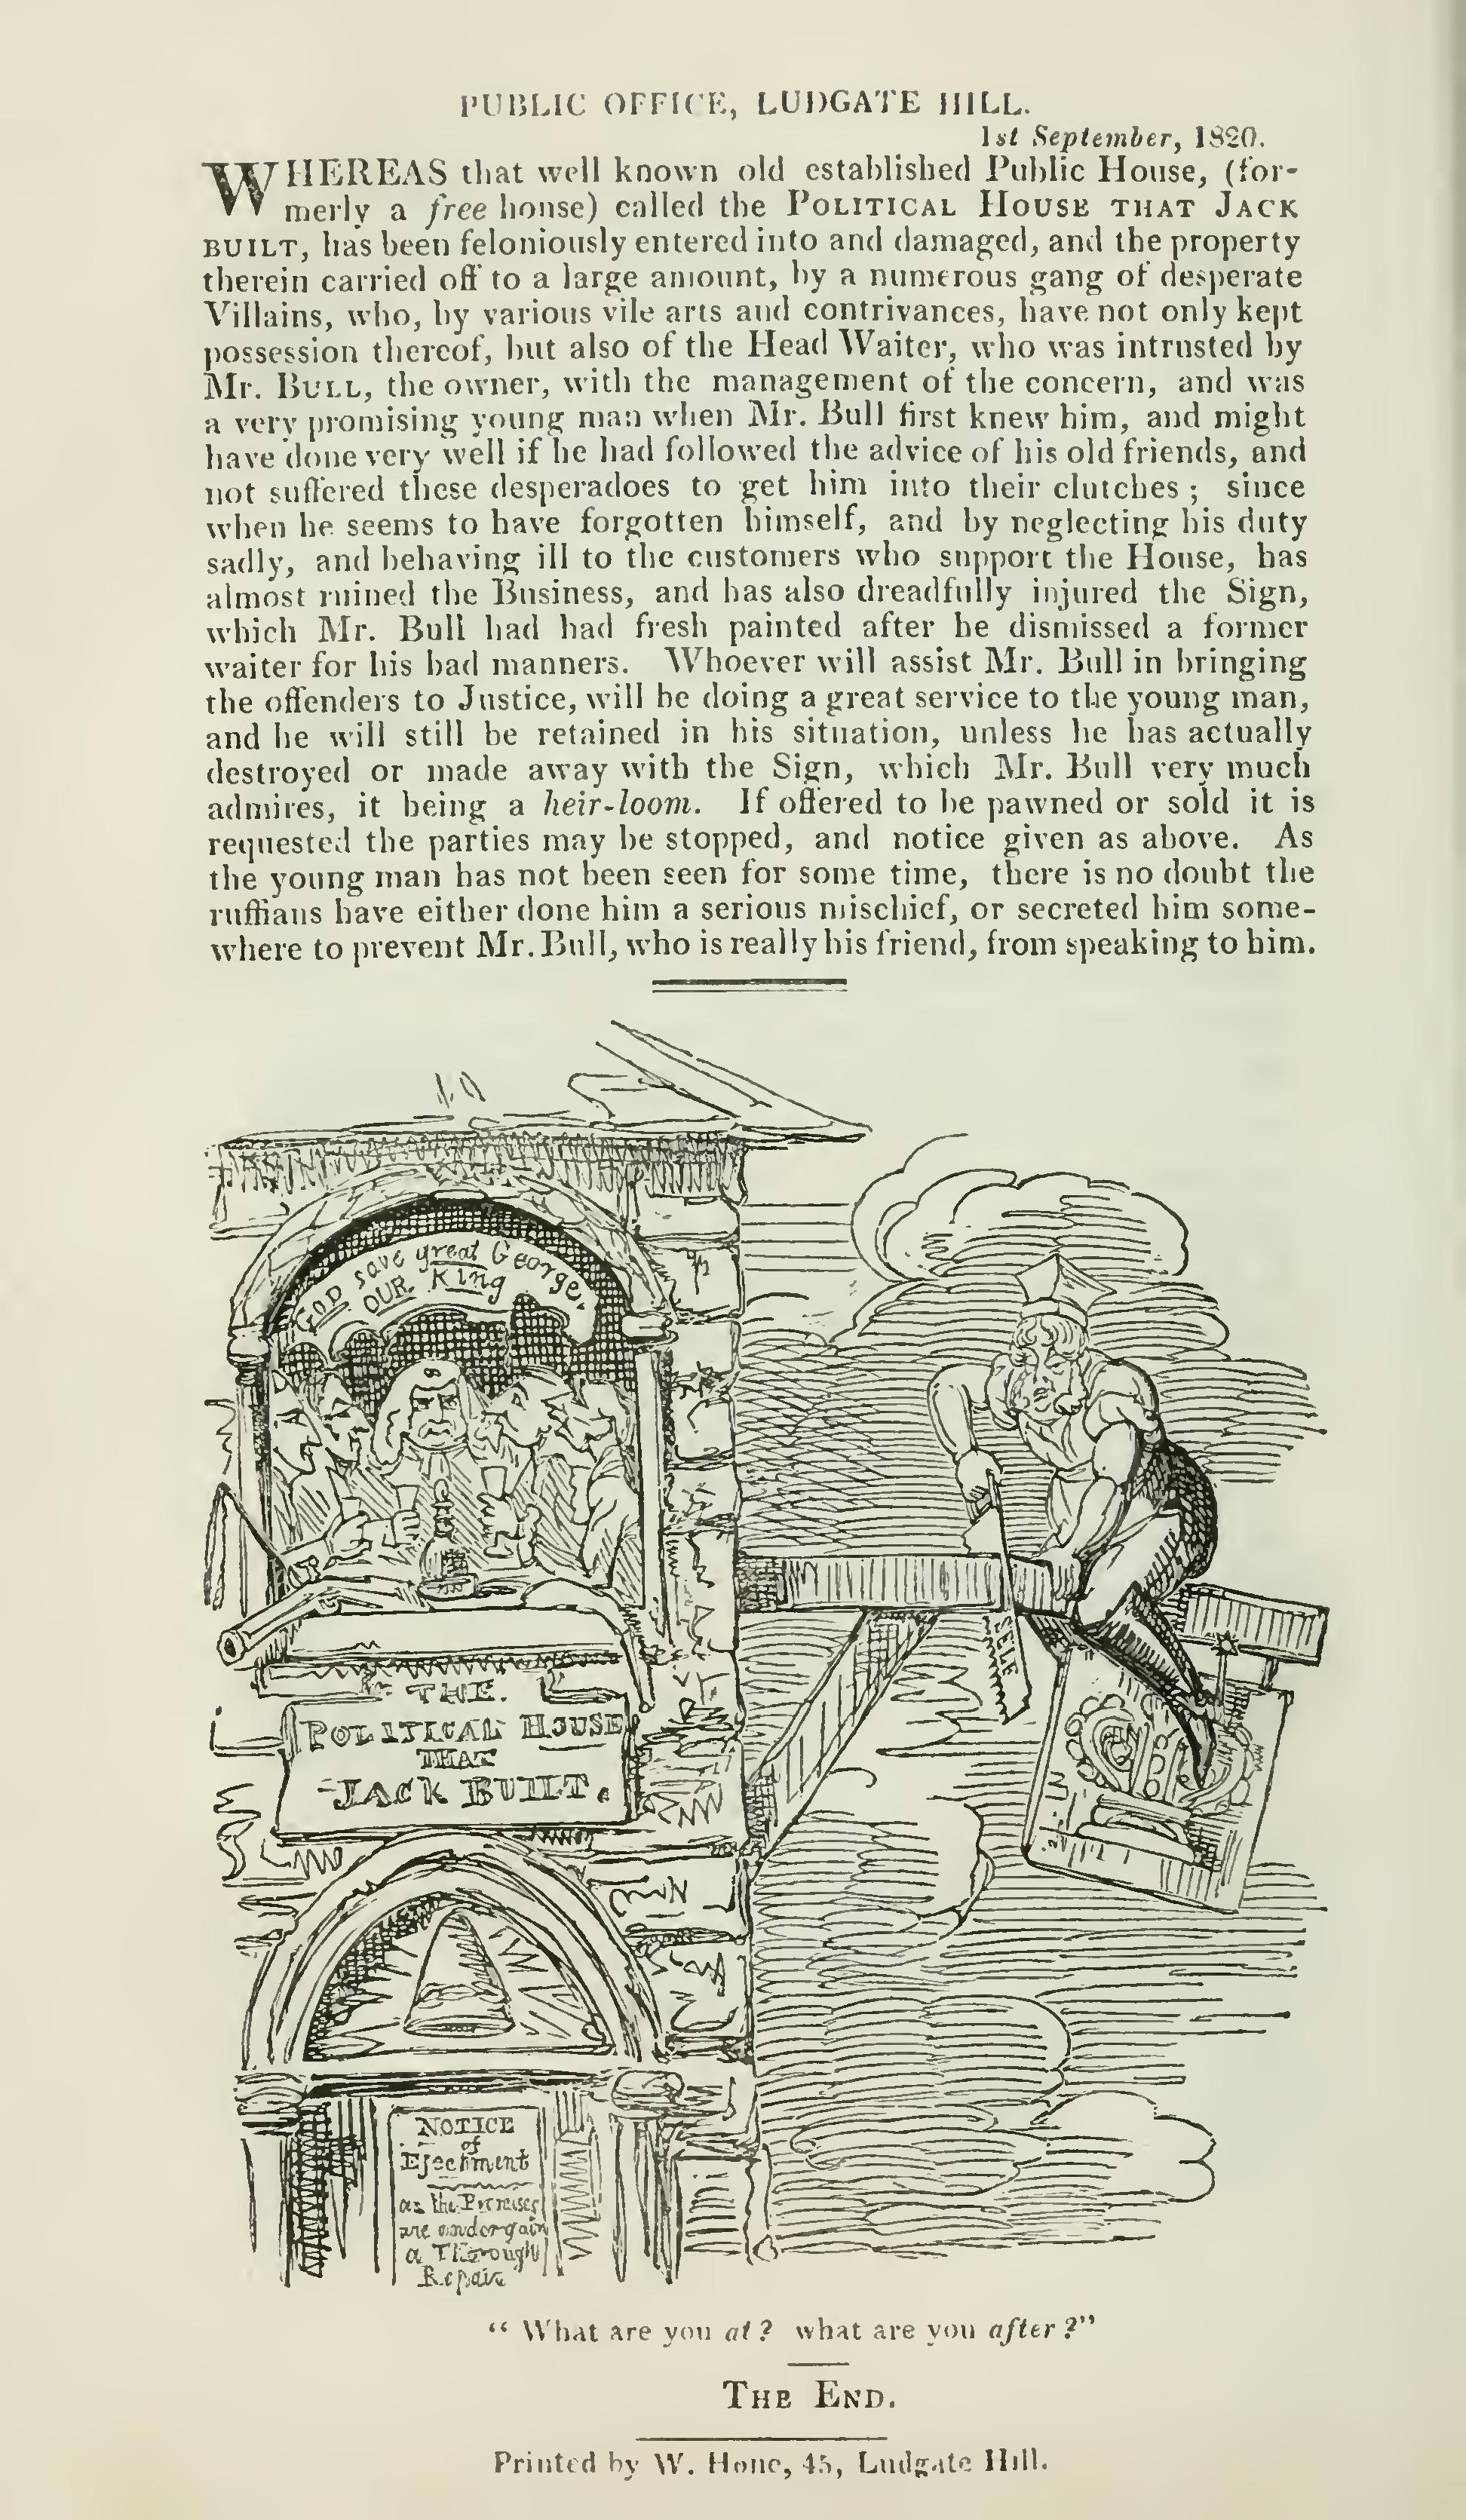 PUBLIC OFFICE, LUDGATE HILL.
1st September, 1820.
WHEREAS that well known old established Public House, (for-
merly a free house) called the POLITICAL HOUSE THAT JACK
BUILT, has been feloniously entered into and damaged, and the property
therein carried off to a large amount, by a numerous gang of desperate
Villains, who, by various vile arts and contrivances, have not only kept
possession thereof, but also of the Head Waiter, who was intrusted by
Mr. BULL, the owner, with the management of the concern, and was
a very promising young man when Mr. Bull first knew him, and might
have done very well if he had followed the advice of his old friends, and
not suffered these desperadoes to get him into their clutches ; since
when he seems to have forgotten himself, and by neglecting his duty
sadly, and behaving ill to the customers who support the House, has
almost ruined the Business, and has also dreadfully injured the Sign,
which Mr. Bull had had fresh painted after he dismissed a former
waiter for his bad manners. Whoever will assist Mr. Bull in bringing
the offenders to Justice, will be doing a great service to the young man,
and he will still be retained in his situation, unless he has actually
destroyed or made away with the Sign, which Mr. Bull very much
admires, it being a heir-loom. If offered to be pawned or sold it is
requested the parties may be stopped, and notice given as above. As
the young man has not been seen for some time, there is no doubt the
ruffians have either done him a serious mischief, or secreted him some-
where to prevent Mr. Bull, who is really his friend, from speaking to him.
GOD save great George,
OUR King
SELF
THE.
POLITICAL HOUSE
THAT
JACK BUILT.
NOTICE
of
Ejectment
as the Premises
are undergoin
a Thorough
Repair
“ What are you at ? what are you after ?”
THE END.
Printed by W. Hone, 45, Ludgate Hill.